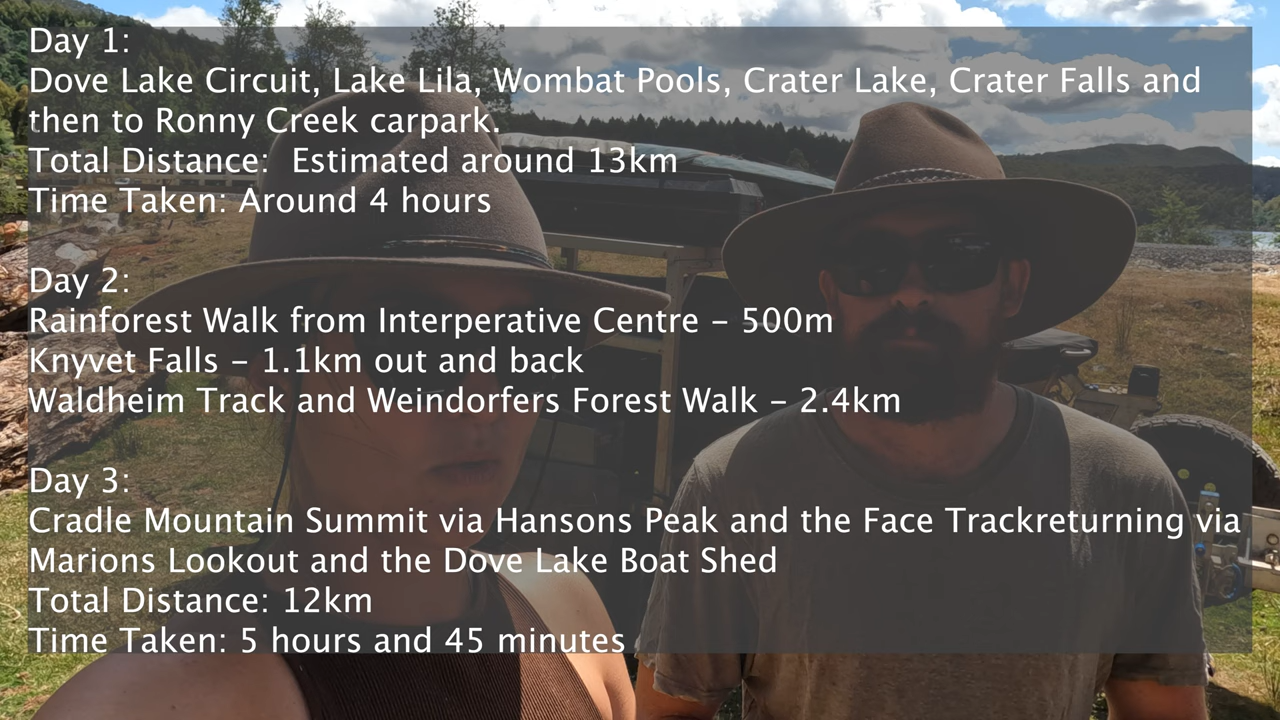 Day 1:
Dove Lake Circuit, Lake Lila, Wombat Pools, Crater Lake, Crater Falls and
then to Ronny Creek carpark.
Total Distance:  Estimated around 13km
Time Taken: Around 4 hours
Day 2:
Rainforest Walk from Interperative Centre – 500m
Knyvet Falls – 1.1km out and back
Waldheim Track and Weindorfers Forest Walk – 2.4km
Day 3:
Cradle Mountain Summit via Hansons Peak and the Face Trackreturning via
Marions Lookout and the Dove Lake Boat Shed
Total Distance: 12km
Time Taken: 5 hours and 45 minutes